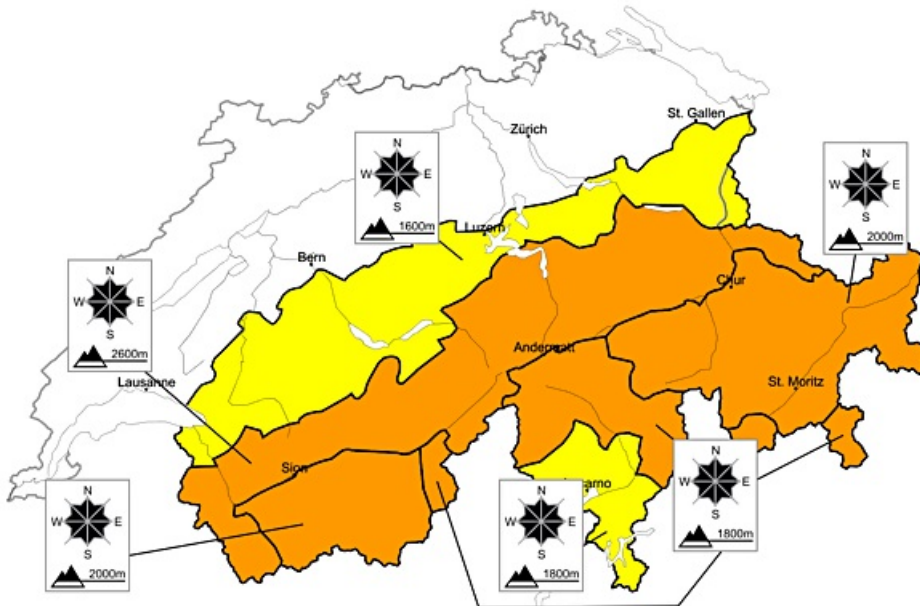 St. Gallen
Zürich
N
W E
S
1600m
N
W E
S
2000m
Luzern
Bern
N
W E
S
2600m
Chur
Andermatt
Lausanne
St. Moritz
Sion
N
W E
S
1800m
N
W E
S
2000m
N
W E
S
1800m